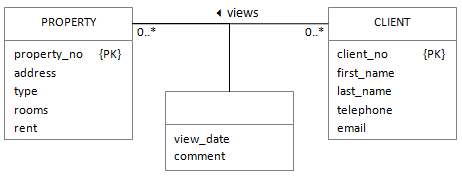 PROPERTY
property_no {PK}
address
type
rooms
rent
◀ views
0..*
0..*
CLIENT
client_no {PK}
first_name
last_name
telephone
email
view_date
comment